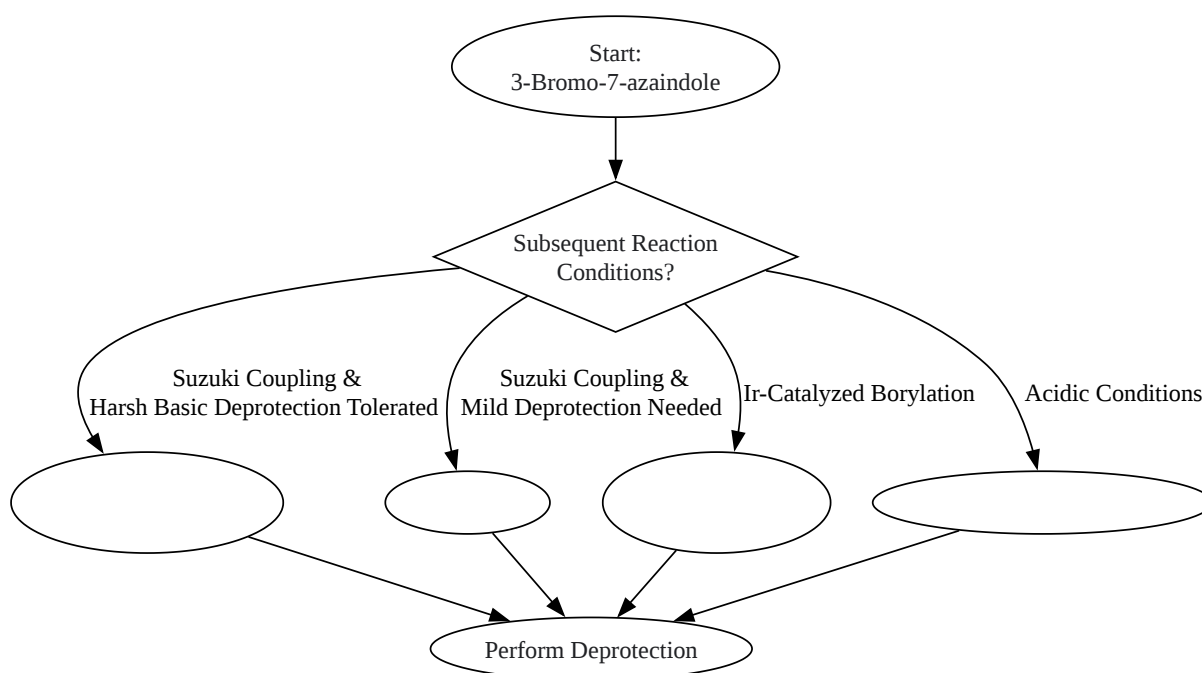 Start:
3-Bromo-7-azaindole
Subsequent Reaction
Conditions?
Suzuki Coupling &
Harsh Basic Deprotection Tolerated
Suzuki Coupling &
Mild Deprotection Needed
Ir-Catalyzed Borylation
Acidic Conditions
Perform Deprotection